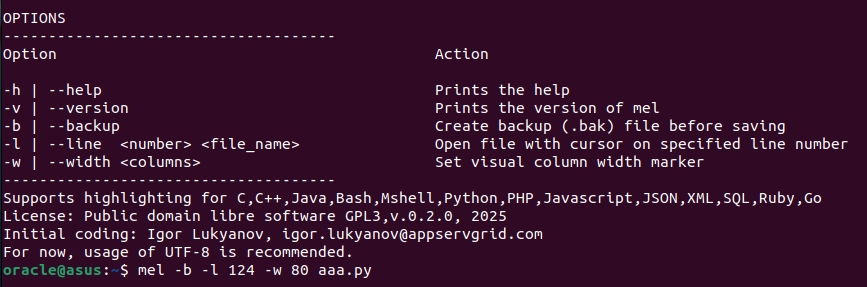 OPTIONS
-------------------------------------
Option Action
-h | --help Prints the help
-v | --version Prints the version of mel
-b | --backup Create backup (.bak) file before saving
-l | --line  <number> <file_name> Open file with cursor on specified line number
-w | --width <columns> Set visual column width marker
-------------------------------------
Supports highlighting for C,C++,Java,Bash,Mshell,Python,PHP,Javascript,JSON,XML,SQL,Ruby,Go
License: Public domain libre software GPL3,v.0.2.0, 2025
Initial coding: Igor Lukyanov, igor.lukyanov@appservgrid.com
For now, usage of UTF-8 is recommended.
oracle@asus:~$ mel -b -l 124 -w 80 aaa.py